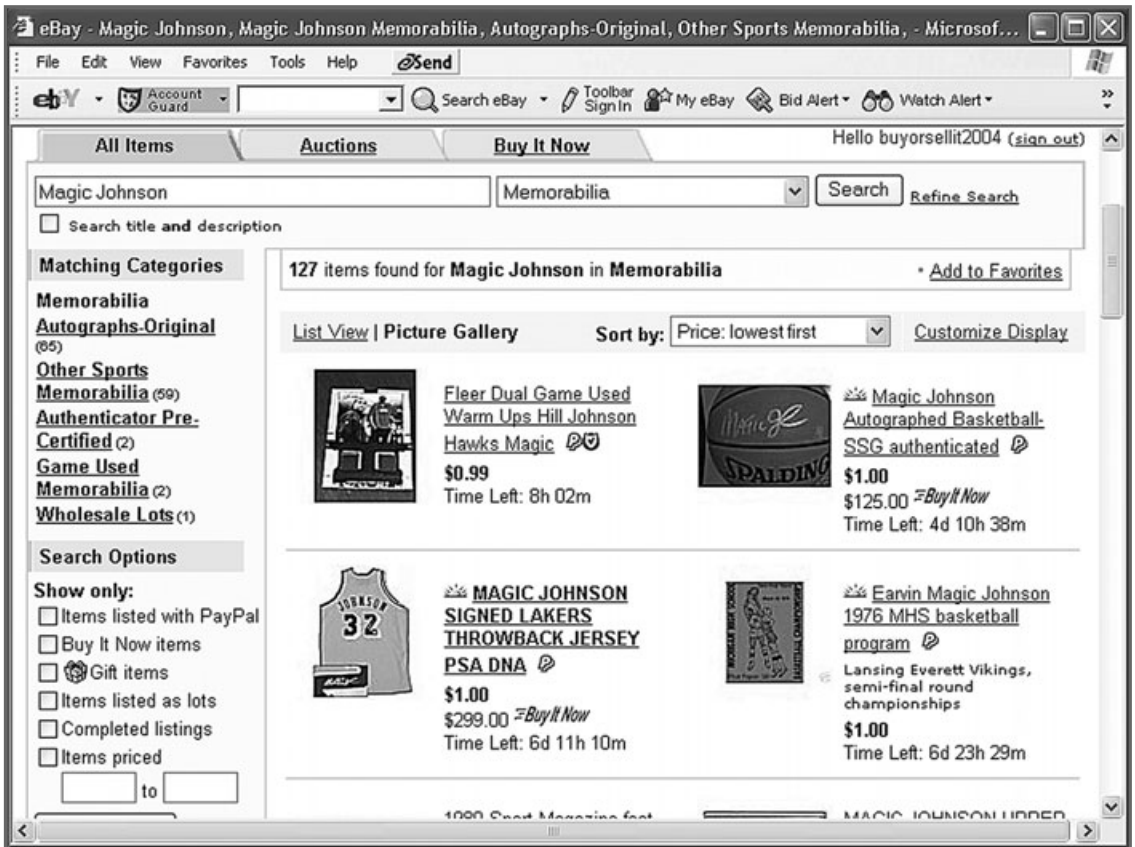 eBay - Magic Johnson, Magic Johnson Memorabilia, Autographs-Original, Other Sports Memorabilia, - Microsof...
File Edit View Favorites Tools Help Send
ebY Account Guard Search eBay Toolbar Sign In My eBay Bid Alert Watch Alert
All Items Auctions Buy It Now Hello buyorsellit2004 (sign out)
Magic Johnson Memorabilia Search Refine Search
Search title and description
Matching Categories
Memorabilia
Autographs-Original
(65)
Other Sports
Memorabilia (59)
Authenticator Pre-
Certified (2)
Game Used
Memorabilia (2)
Wholesale Lots (1)
Search Options
Show only:
Items listed with PayPal
Buy It Now items
Gift items
Items listed as lots
Completed listings
Items priced
to
127 items found for Magic Johnson in Memorabilia
Add to Favorites
List View | Picture Gallery Sort by: Price: lowest first Customize Display
Fleer Dual Game Used
Warm Ups Hill Johnson
Hawks Magic
$0.99
Time Left: 8h 02m
SPALDING
Magic Johnson
Autographed Basketball-
SSG authenticated
$1.00
$125.00 Buy It Now
Time Left: 4d 10h 38m
JOHNSON
32
MAGIC JOHNSON
SIGNED LAKERS
THROWBACK JERSEY
PSA DNA
$1.00
$299.00 Buy It Now
Time Left: 6d 11h 10m
Earvin Magic Johnson
1976 MHS basketball
program
Lansing Everett Vikings,
semi-final round
championships
$1.00
Time Left: 6d 23h 29m
1980 Sport Magazine feat
MAGIC JOHNSON UPPER